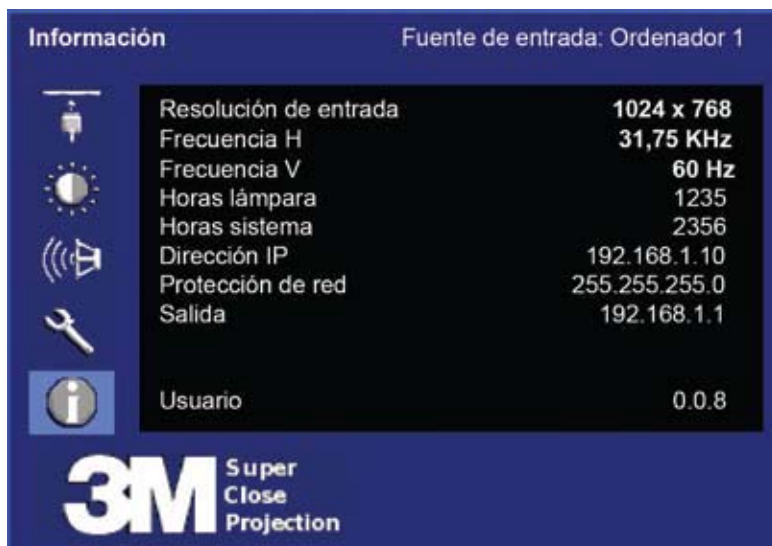 Información Fuente de entrada: Ordenador 1
Resolución de entrada 1024 x 768
Frecuencia H 31,75 KHz
Frecuencia V 60 Hz
Horas lámpara 1235
Horas sistema 2356
Dirección IP 192.168.1.10
Protección de red 255.255.255.0
Salida 192.168.1.1
Usuario 0.0.8
3M Super
Close
Projection